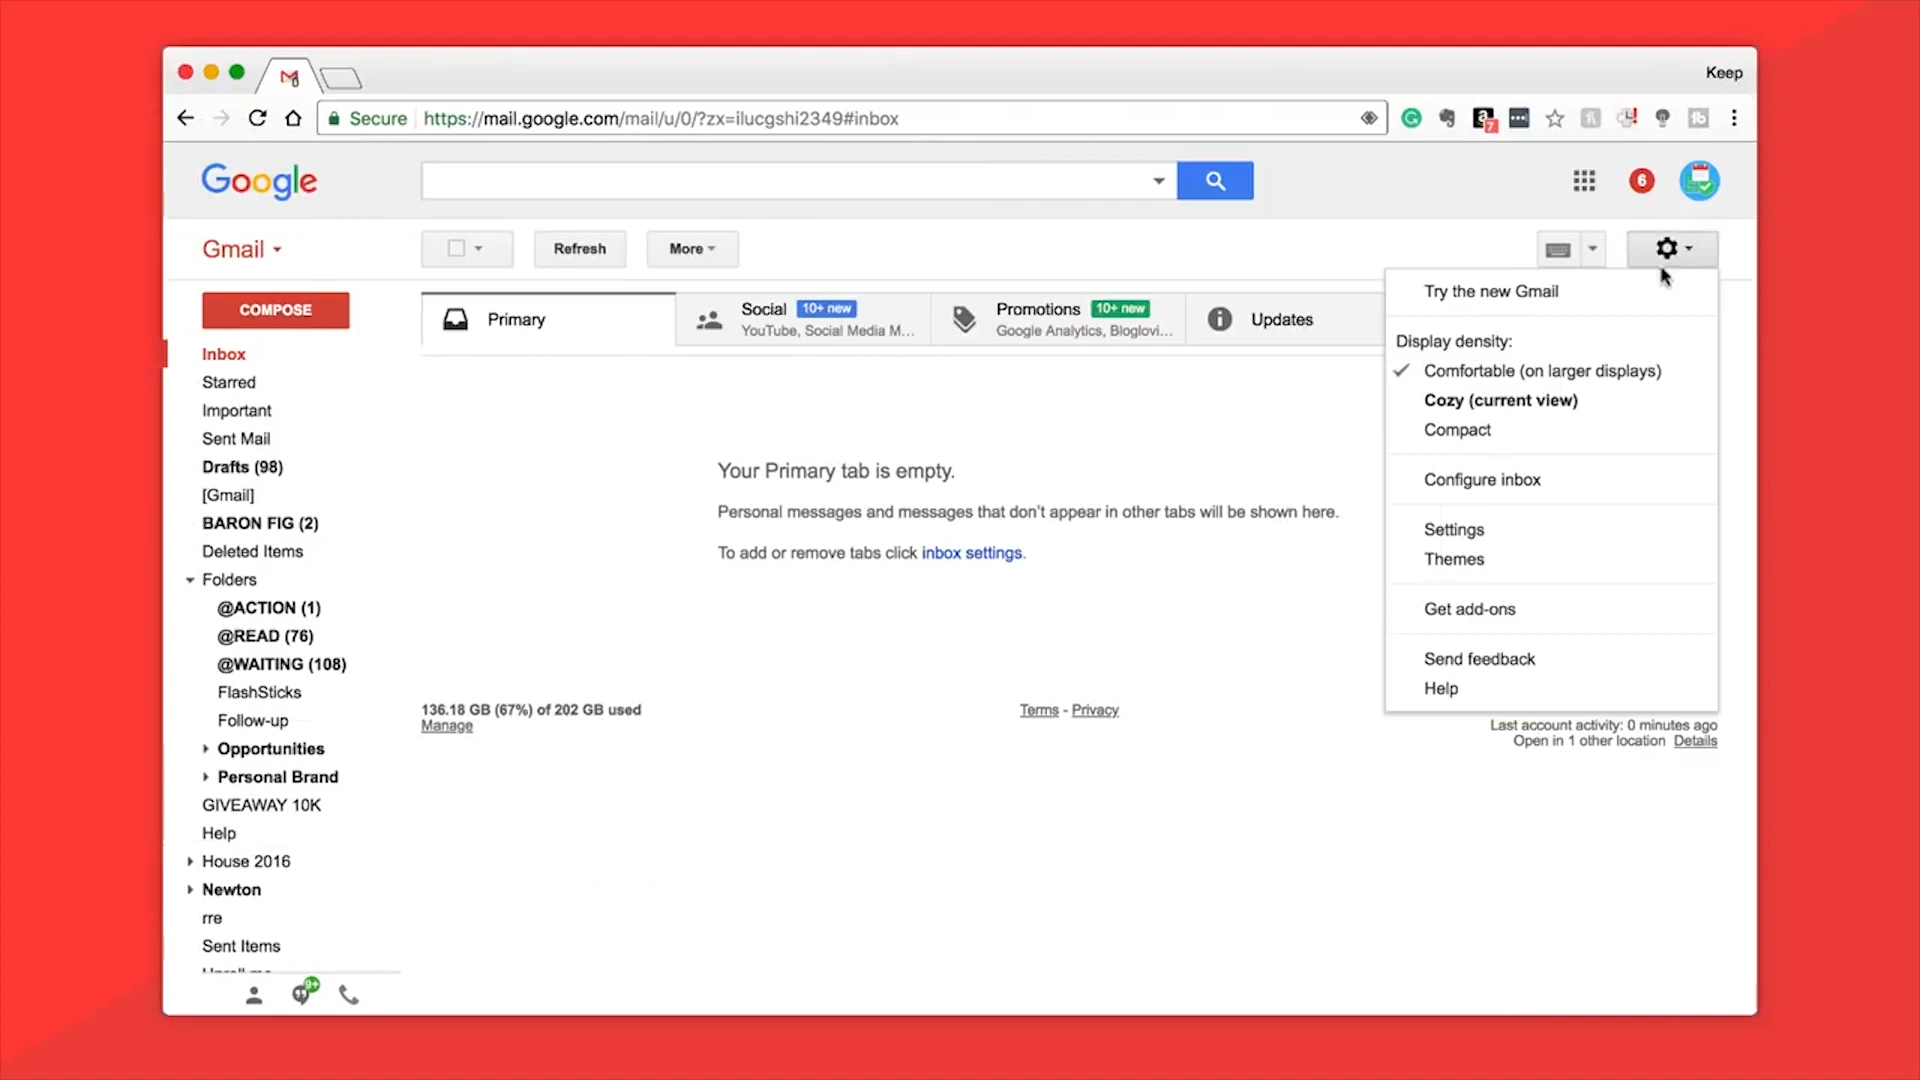 Keep
Secure https://mail.google.com/mail/u/0/?zx=ilucgshi2349#inbox
7
Google
6
Gmail
Refresh
More
COMPOSE
Inbox
Starred
Important
Sent Mail
Drafts (98)
[Gmail]
BARON FIG (2)
Deleted Items
Folders
@ACTION (1)
@READ (76)
@WAITING (108)
FlashSticks
Follow-up
Opportunities
Personal Brand
GIVEAWAY 10K
Help
House 2016
Newton
rre
Sent Items
9+
Primary
Social 10+ new
YouTube, Social Media M...
Promotions 10+ new
Google Analytics, Bloglovi...
Updates
Your Primary tab is empty.
Personal messages and messages that don't appear in other tabs will be shown here.
To add or remove tabs click inbox settings.
136.18 GB (67%) of 202 GB used
Manage
Terms - Privacy
Try the new Gmail
Display density:
Comfortable (on larger displays)
Cozy (current view)
Compact
Configure inbox
Settings
Themes
Get add-ons
Send feedback
Help
Last account activity: 0 minutes ago
Open in 1 other location Details